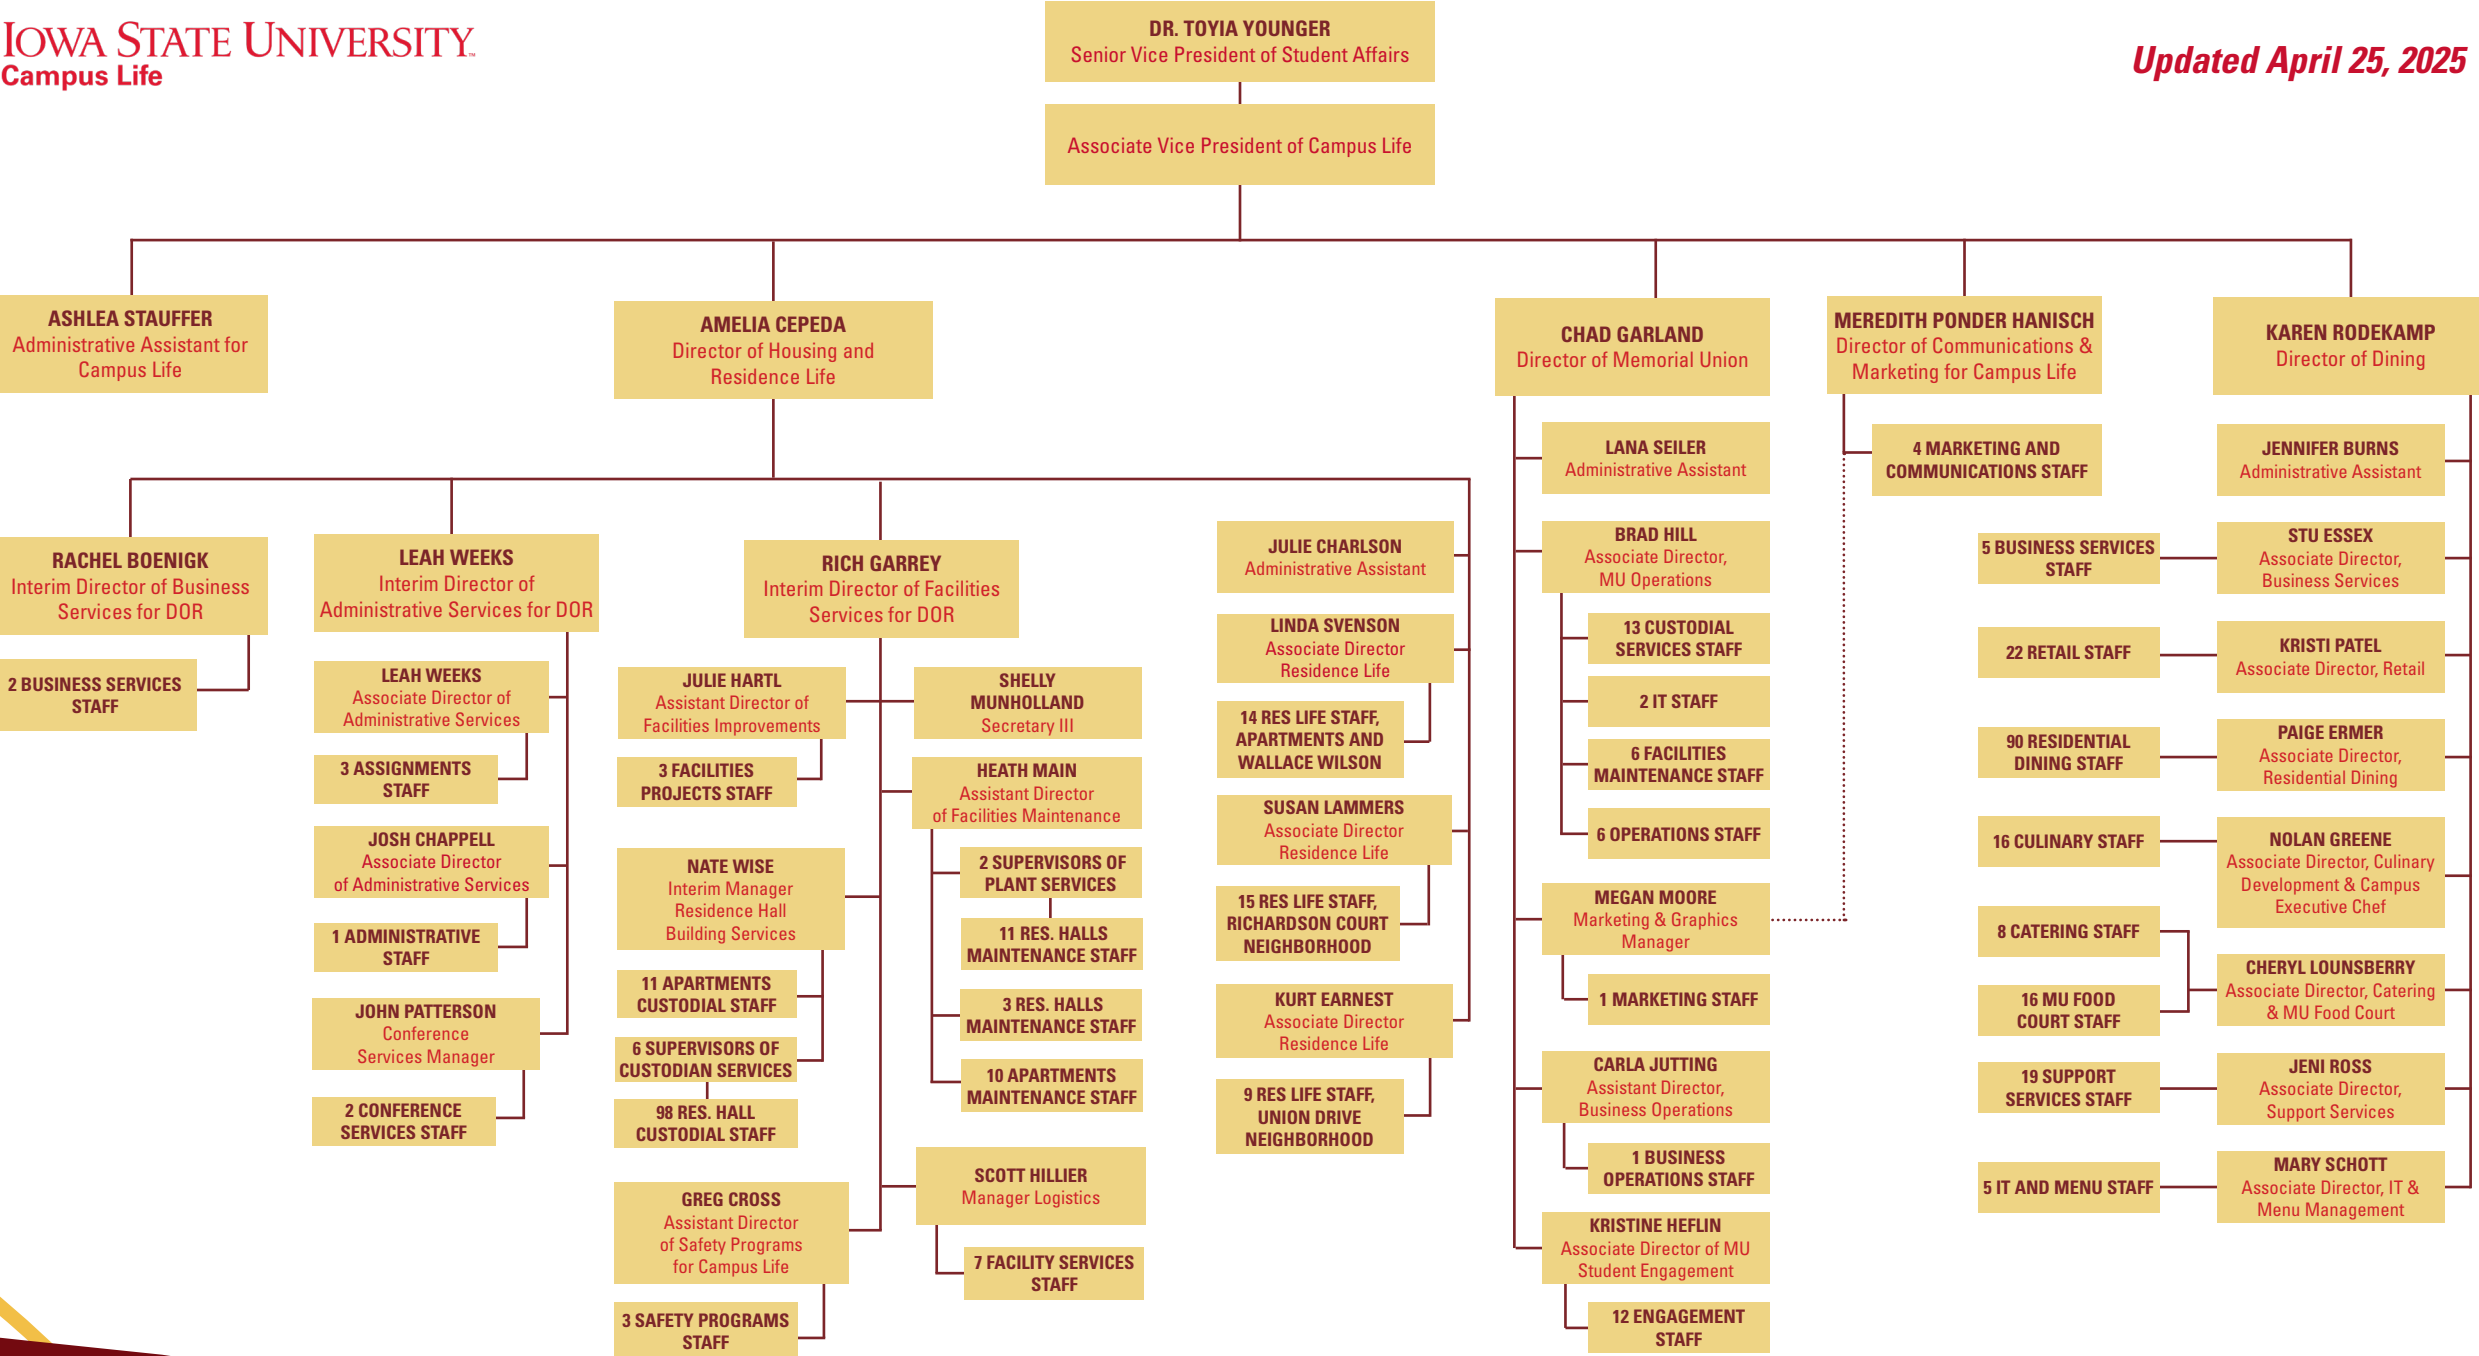 IOWA STATE UNIVERSITY™
Campus Life
Updated April 25, 2025
DR. TOYIA YOUNGER
Senior Vice President of Student Affairs
Associate Vice President of Campus Life
ASHLEA STAUFFER
Administrative Assistant for
Campus Life
AMELIA CEPEDA
Director of Housing and
Residence Life
CHAD GARLAND
Director of Memorial Union
MEREDITH PONDER HANISCH
Director of Communications &
Marketing for Campus Life
KAREN RODEKAMP
Director of Dining
RACHEL BOENIGK
Interim Director of Business
Services for DOR
2 BUSINESS SERVICES
STAFF
LEAH WEEKS
Interim Director of
Administrative Services for DOR
LEAH WEEKS
Associate Director of
Administrative Services
3 ASSIGNMENTS
STAFF
JOSH CHAPPELL
Associate Director
of Administrative Services
1 ADMINISTRATIVE
STAFF
JOHN PATTERSON
Conference
Services Manager
2 CONFERENCE
SERVICES STAFF
RICH GARREY
Interim Director of Facilities
Services for DOR
JULIE HARTL
Assistant Director of
Facilities Improvements
3 FACILITIES
PROJECTS STAFF
NATE WISE
Interim Manager
Residence Hall
Building Services
11 APARTMENTS
CUSTODIAL STAFF
6 SUPERVISORS OF
CUSTODIAN SERVICES
98 RES. HALL
CUSTODIAL STAFF
GREG CROSS
Assistant Director
of Safety Programs
for Campus Life
3 SAFETY PROGRAMS
STAFF
SHELLY
MUNHOLLAND
Secretary III
HEATH MAIN
Assistant Director
of Facilities Maintenance
2 SUPERVISORS OF
PLANT SERVICES
11 RES. HALLS
MAINTENANCE STAFF
3 RES. HALLS
MAINTENANCE STAFF
10 APARTMENTS
MAINTENANCE STAFF
SCOTT HILLIER
Manager Logistics
7 FACILITY SERVICES
STAFF
JULIE CHARLSON
Administrative Assistant
LINDA SVENSON
Associate Director
Residence Life
14 RES LIFE STAFF,
APARTMENTS AND
WALLACE WILSON
SUSAN LAMMERS
Associate Director
Residence Life
15 RES LIFE STAFF,
RICHARDSON COURT
NEIGHBORHOOD
KURT EARNEST
Associate Director
Residence Life
9 RES LIFE STAFF,
UNION DRIVE
NEIGHBORHOOD
LANA SEILER
Administrative Assistant
BRAD HILL
Associate Director,
MU Operations
13 CUSTODIAL
SERVICES STAFF
2 IT STAFF
6 FACILITIES
MAINTENANCE STAFF
6 OPERATIONS STAFF
MEGAN MOORE
Marketing & Graphics
Manager
1 MARKETING STAFF
CARLA JUTTING
Assistant Director,
Business Operations
1 BUSINESS
OPERATIONS STAFF
KRISTINE HEFLIN
Associate Director of MU
Student Engagement
12 ENGAGEMENT
STAFF
4 MARKETING AND
COMMUNICATIONS STAFF
JENNIFER BURNS
Administrative Assistant
5 BUSINESS SERVICES
STAFF
STU ESSEX
Associate Director,
Business Services
22 RETAIL STAFF
KRISTI PATEL
Associate Director, Retail
90 RESIDENTIAL
DINING STAFF
PAIGE ERMER
Associate Director,
Residential Dining
16 CULINARY STAFF
NOLAN GREENE
Associate Director, Culinary
Development & Campus
Executive Chef
8 CATERING STAFF
16 MU FOOD
COURT STAFF
CHERYL LOUNSBERRY
Associate Director, Catering
& MU Food Court
19 SUPPORT
SERVICES STAFF
JENI ROSS
Associate Director,
Support Services
5 IT AND MENU STAFF
MARY SCHOTT
Associate Director, IT &
Menu Management